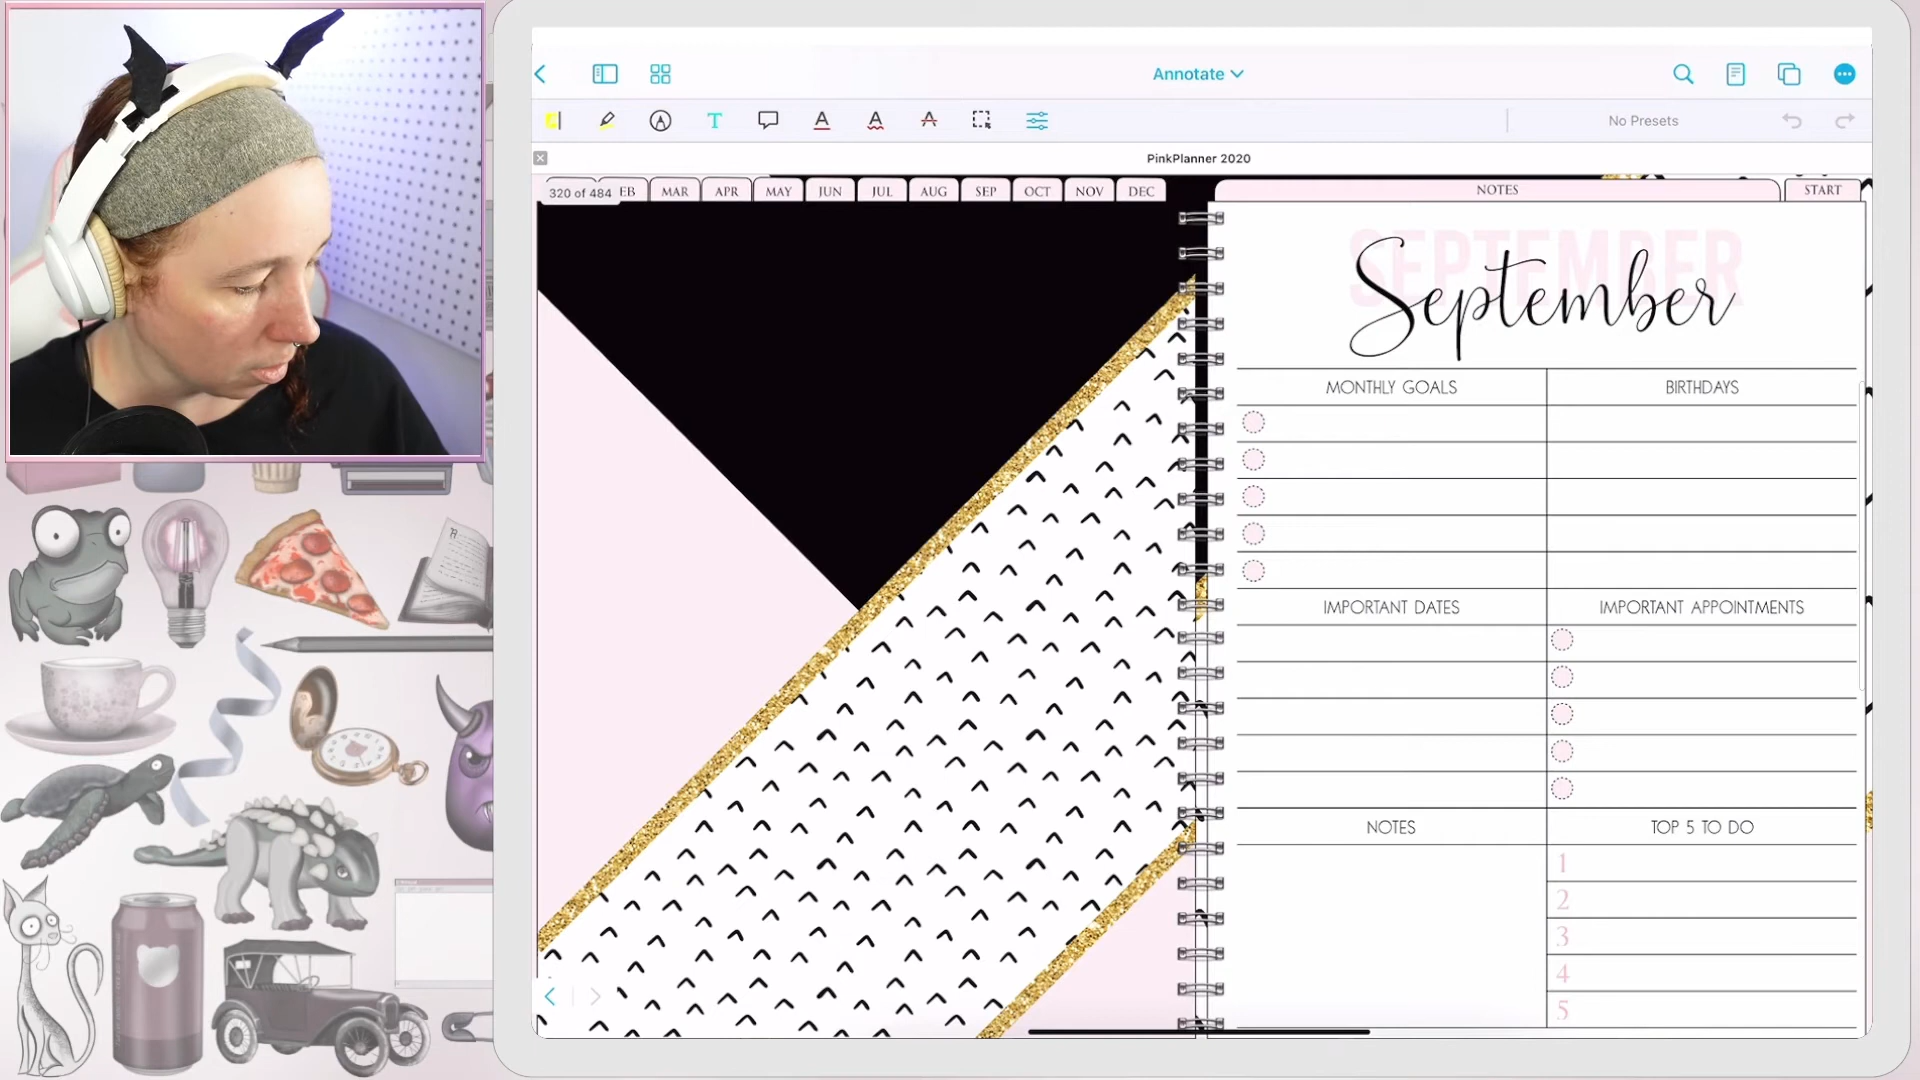 Annotate
No Presets
PinkPlanner 2020
320 of 484
EB
MAR
APR
MAY
JUN
JUL
AUG
SEP
OCT
NOV
DEC
NOTES
START
SEPTEMBER
September
MONTHLY GOALS
BIRTHDAYS
IMPORTANT DATES
IMPORTANT APPOINTMENTS
NOTES
TOP 5 TO DO
1
2
3
4
5